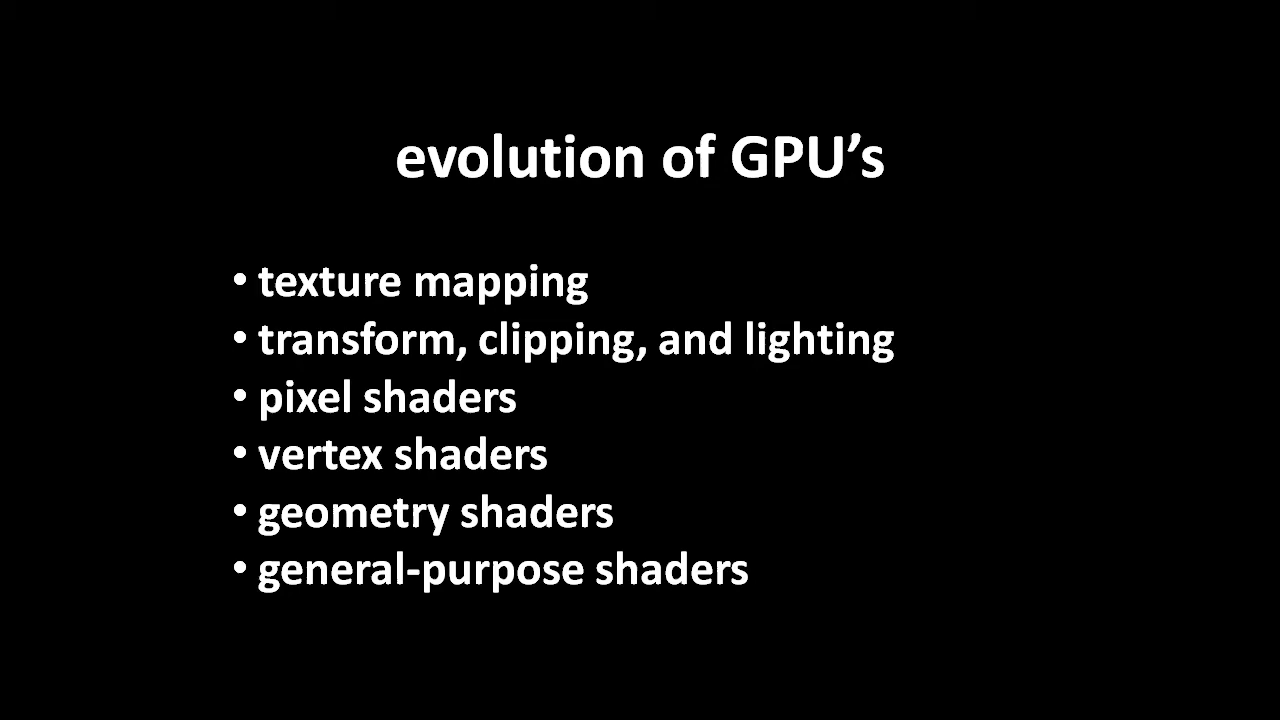 evolution of GPU’s
• texture mapping
• transform, clipping, and lighting
• pixel shaders
• vertex shaders
• geometry shaders
• general-purpose shaders